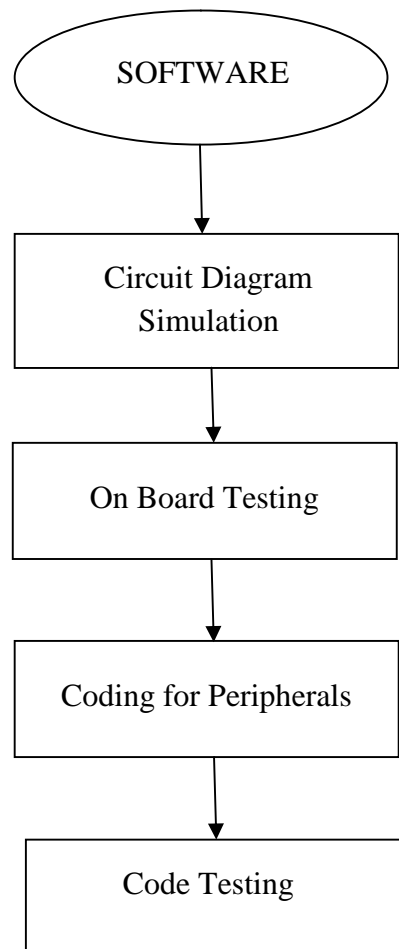 SOFTWARE
Circuit Diagram
Simulation
On Board Testing
Coding for Peripherals
Code Testing